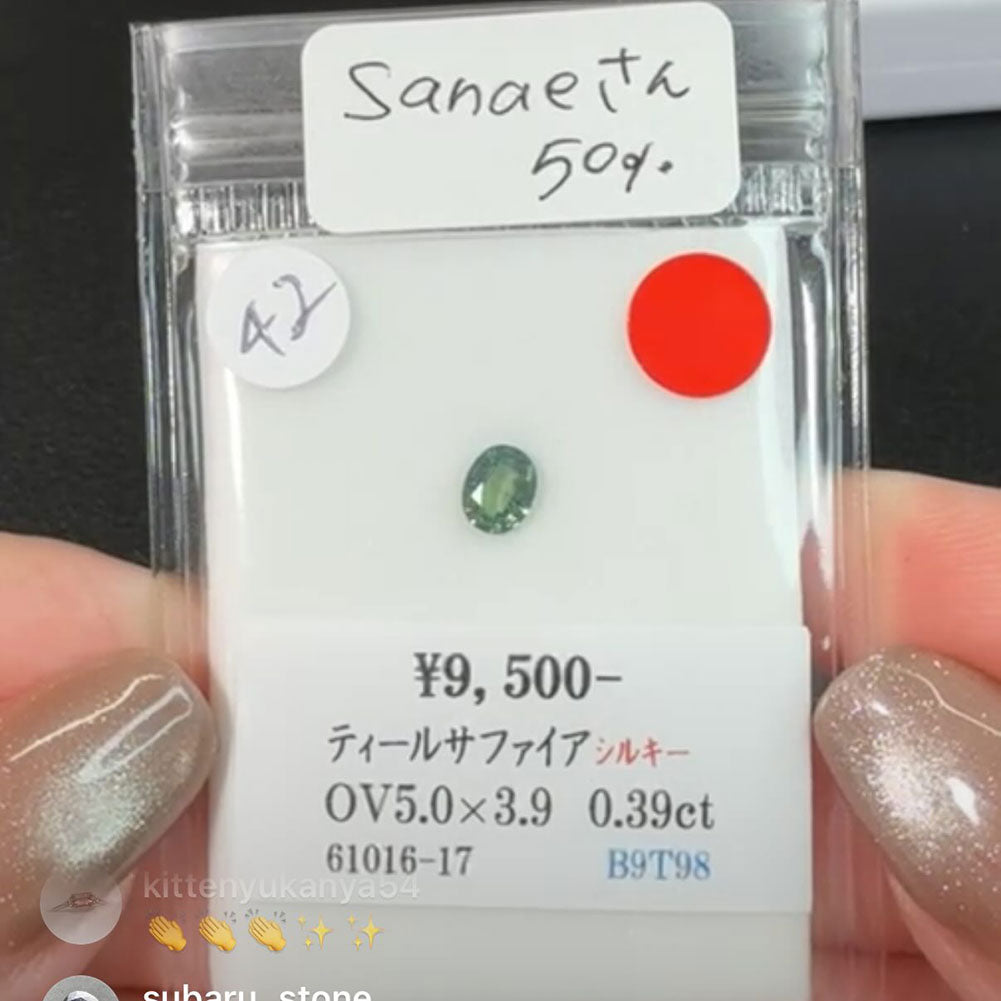 Sanaeさん
50%.
42
¥9,500-
ティールサファイアシルキー
OV5.0×3.9 0.39ct
61016-17 B9T98
kittenyukanya54
👏👏👏✨✨
subaru_stone